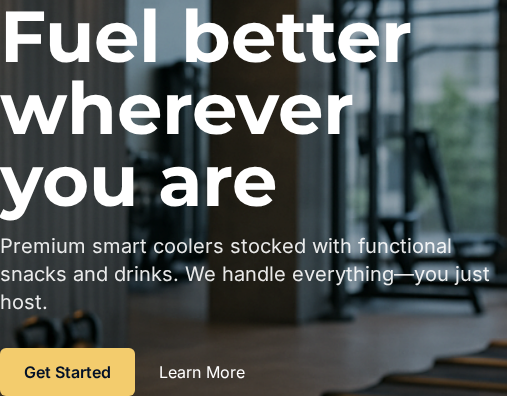 Fuel better
wherever
you are
Premium smart coolers stocked with functional
snacks and drinks. We handle everything—you just
host.
Get Started
Learn More